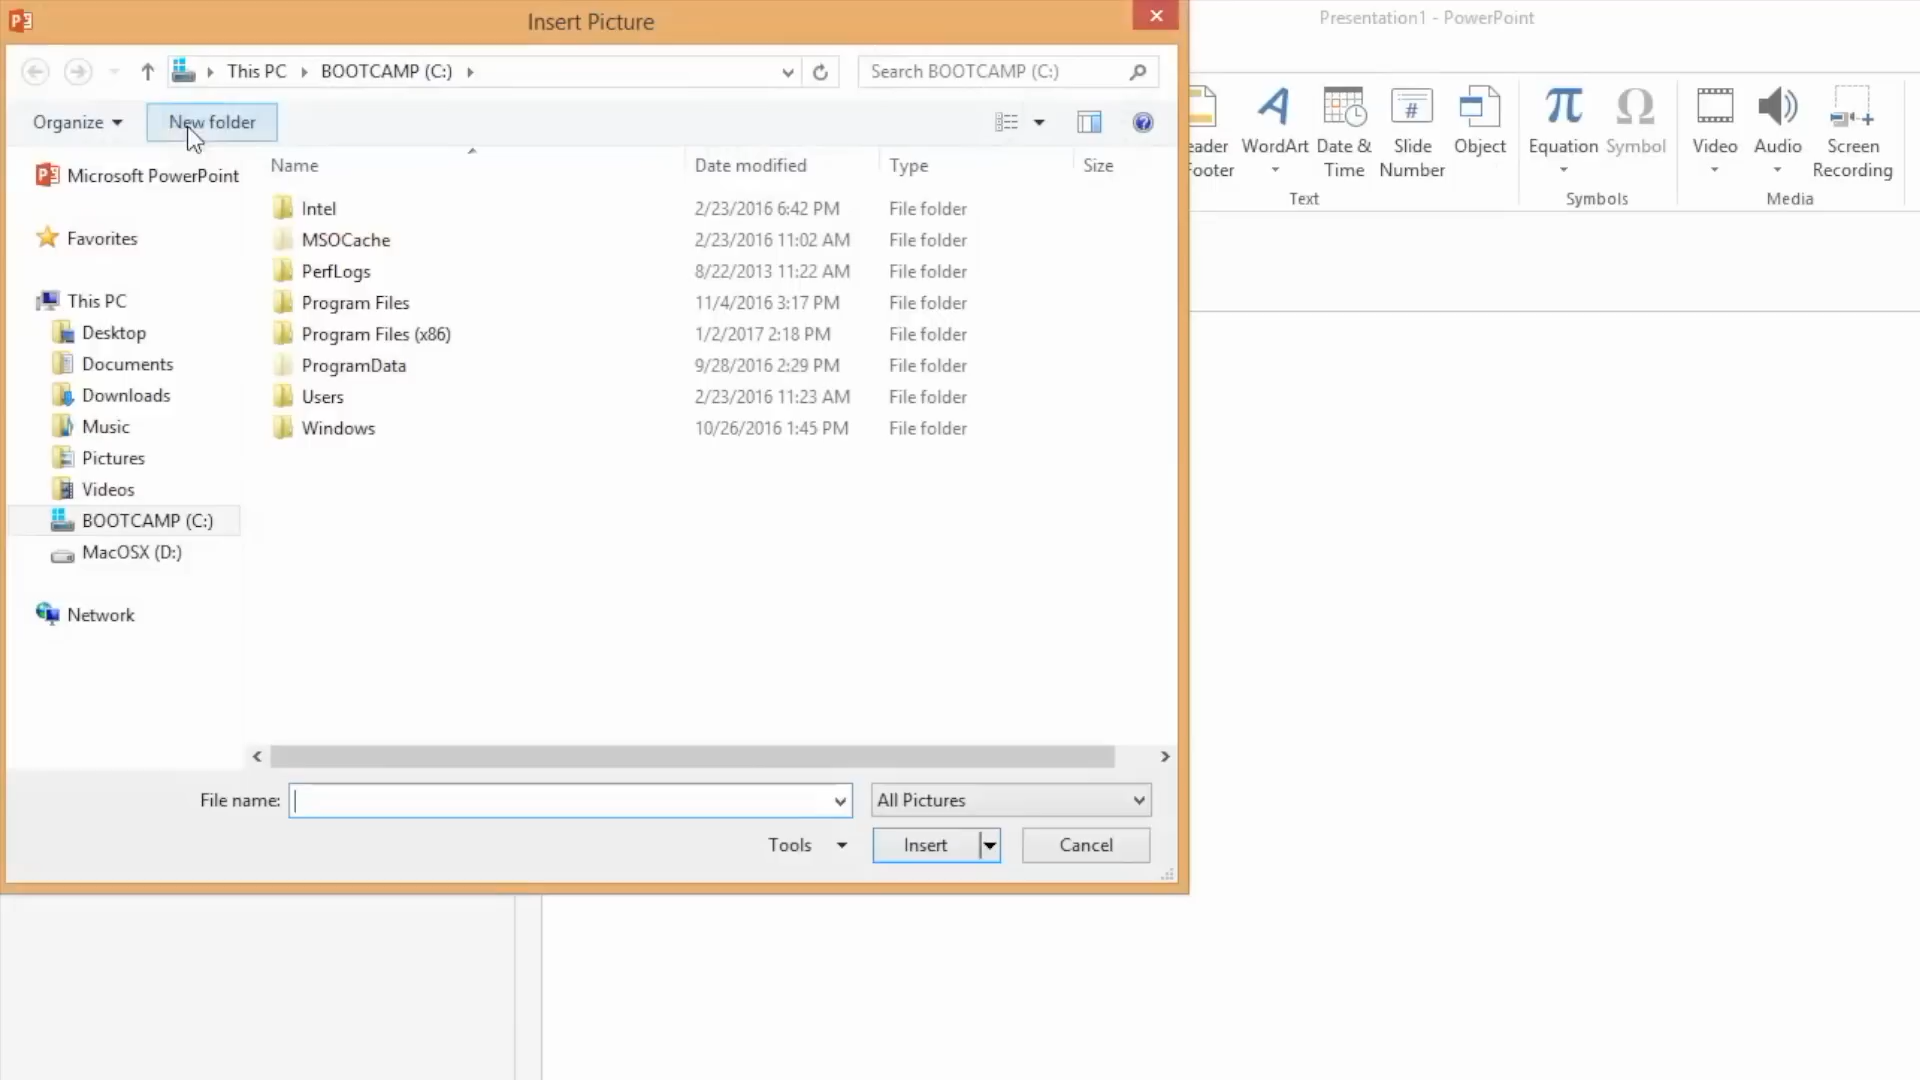 Insert Picture
Presentation1 - PowerPoint
This PC
BOOTCAMP (C:)
Search BOOTCAMP (C:)
Organize
New folder
Name
Date modified
Type
Size
Microsoft PowerPoint
Favorites
This PC
Desktop
Documents
Downloads
Music
Pictures
Videos
BOOTCAMP (C:)
MacOSX (D:)
Network
Intel 2/23/2016 6:42 PM File folder
MSOCache 2/23/2016 11:02 AM File folder
PerfLogs 8/22/2013 11:22 AM File folder
Program Files 11/4/2016 3:17 PM File folder
Program Files (x86) 1/2/2017 2:18 PM File folder
ProgramData 9/28/2016 2:29 PM File folder
Users 2/23/2016 11:23 AM File folder
Windows 10/26/2016 1:45 PM File folder
File name:
All Pictures
Tools
Insert
Cancel
eader
ooter
WordArt
Date &
Time
#
Slide
Number
Object
Text
π
Equation
Ω
Symbol
Symbols
Video
Audio
Screen
Recording
Media